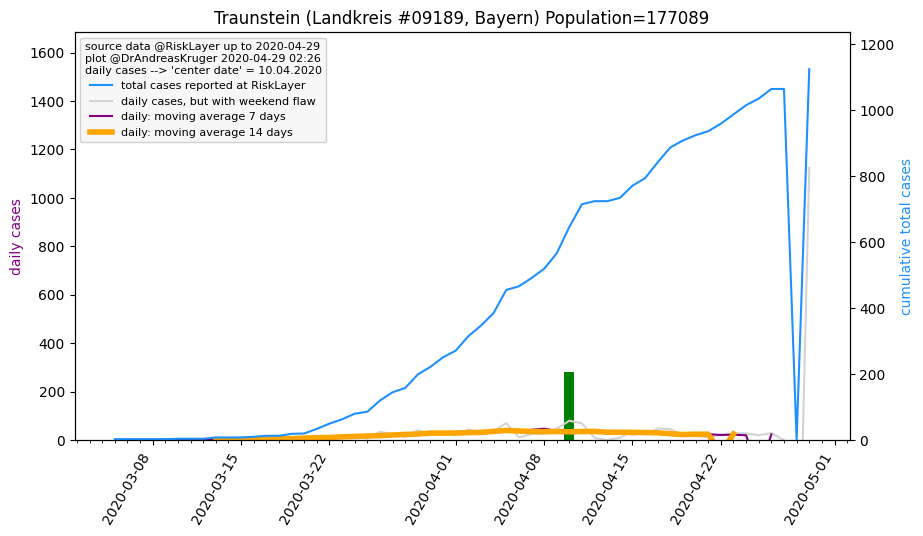 Traunstein (Landkreis #09189, Bayern) Population=177089
source data @RiskLayer up to 2020-04-29
plot @DrAndreasKruger 2020-04-29 02:26
daily cases --> 'center date' = 10.04.2020
total cases reported at RiskLayer
daily cases, but with weekend flaw
daily: moving average 7 days
daily: moving average 14 days
daily cases
1600
1400
1200
1000
800
600
400
200
0
1200
1000
800
600
400
200
0
cumulative total cases
2020-03-08
2020-03-15
2020-03-22
2020-04-01
2020-04-08
2020-04-15
2020-04-22
2020-05-01